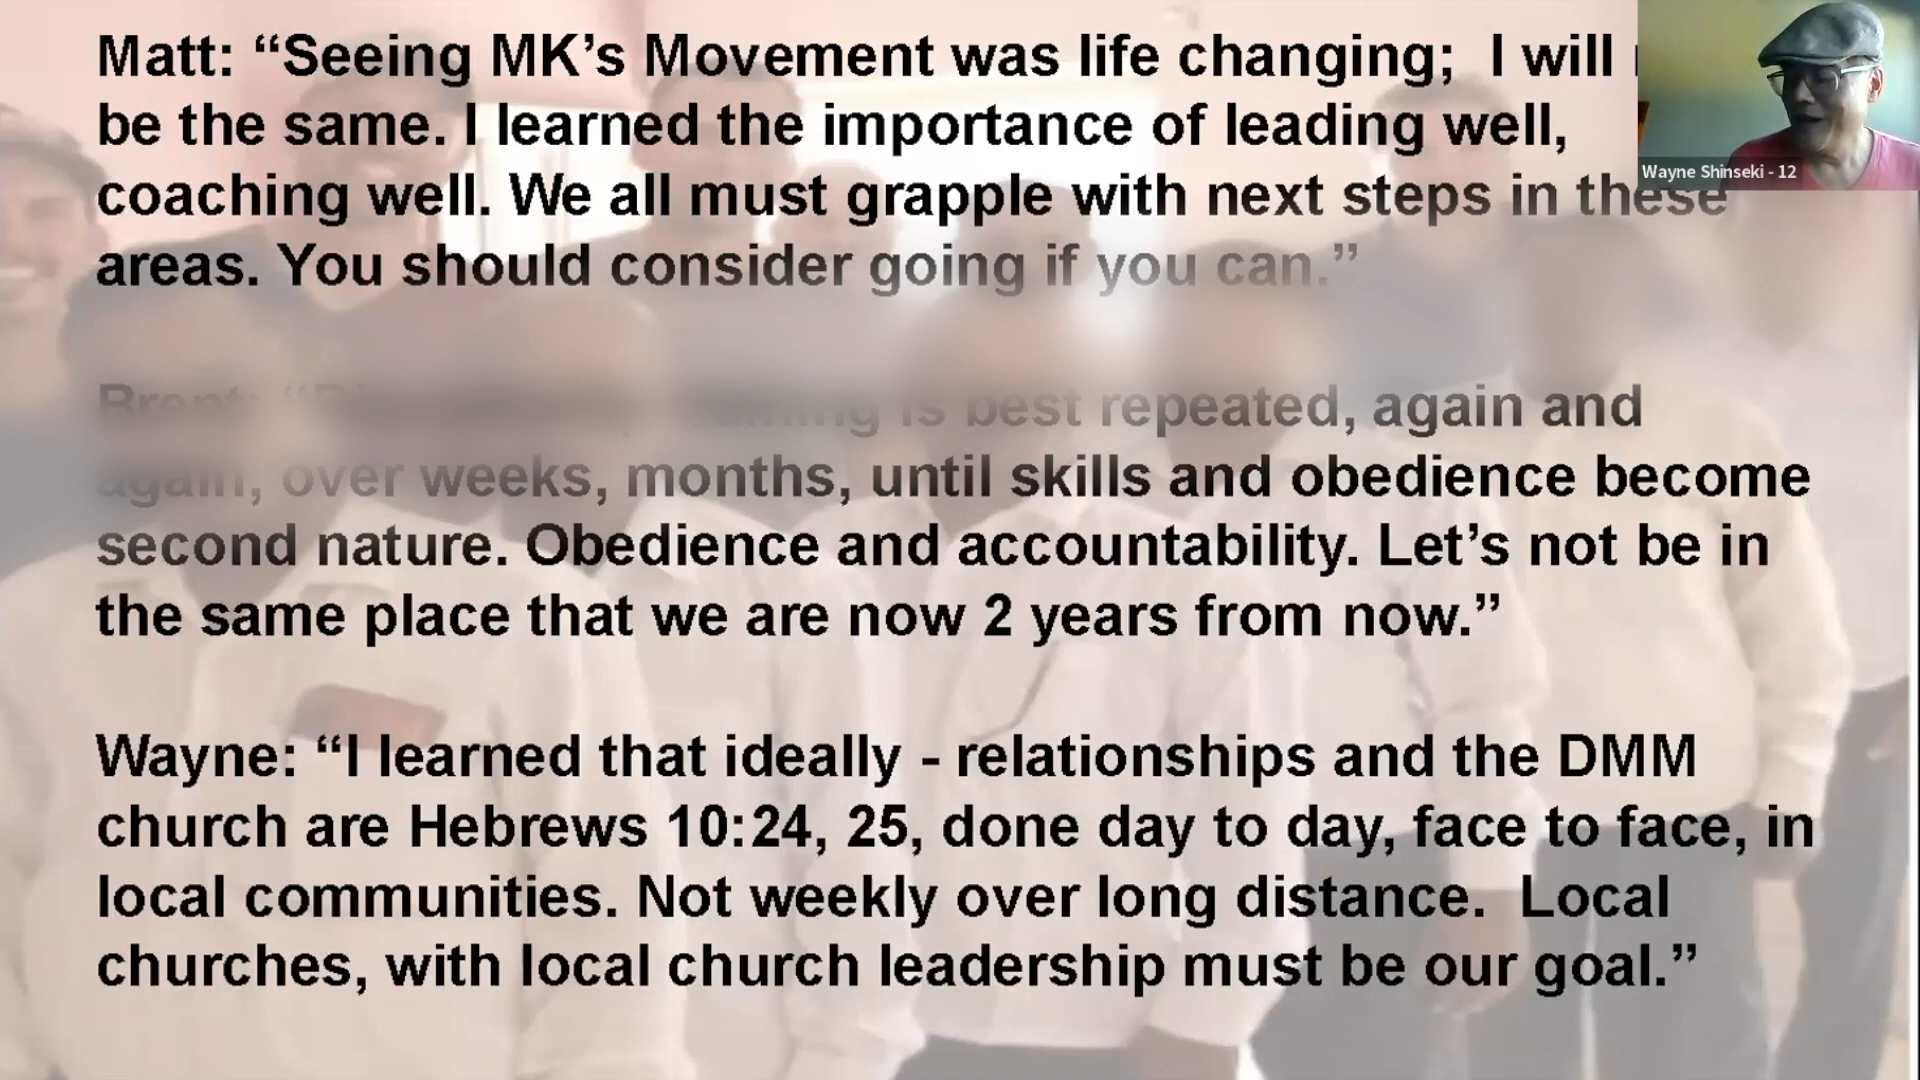 Matt: “Seeing MK’s Movement was life changing;  I will
be the same. I learned the importance of leading well,
coaching well. We all must grapple with next steps in these
areas. You should consider going if you can.”
Brent: is best repeated, again and
again, over weeks, months, until skills and obedience become
second nature. Obedience and accountability. Let’s not be in
the same place that we are now 2 years from now.”
Wayne: “I learned that ideally - relationships and the DMM
church are Hebrews 10:24, 25, done day to day, face to face, in
local communities. Not weekly over long distance.  Local
churches, with local church leadership must be our goal.”
Wayne Shinseki - 12